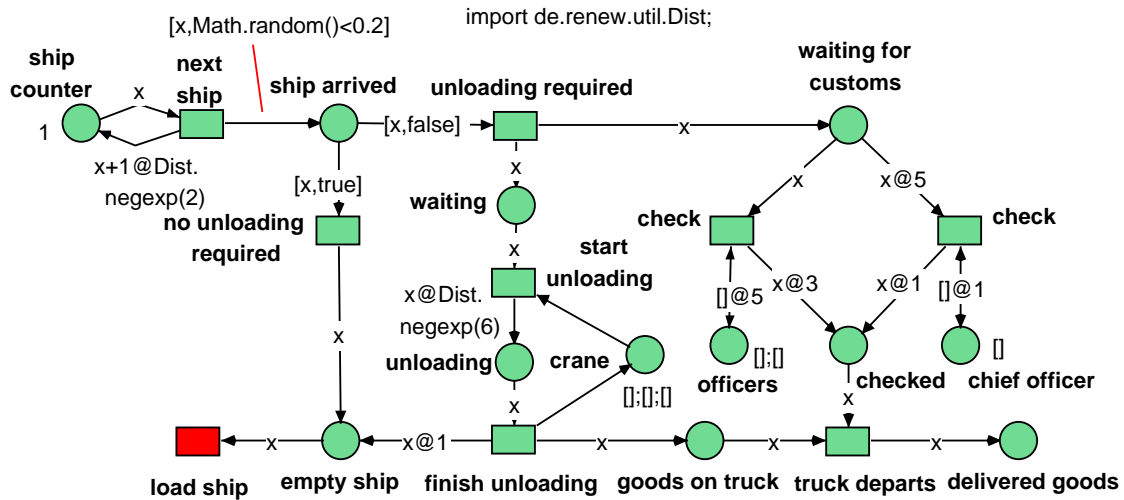 import de.renew.util.Dist;
[x,Math.random()<0.2]
ship
counter
next
ship
ship arrived
unloading required
waiting for
customs
x
1
[x,false]
x
x+1@Dist.
negexp(2)
[x,true]
x
x
x@5
waiting
no unloading
required
check
check
x
start
unloading
x@Dist.
negexp(6)
[]@5
x@3
x@1
[]@1
x
unloading
crane
[];[]
[]
officers
checked
chief officer
x
[];[];[]
x
x
x@1
x
x
x
load ship
empty ship
finish unloading
goods on truck
truck departs
delivered goods